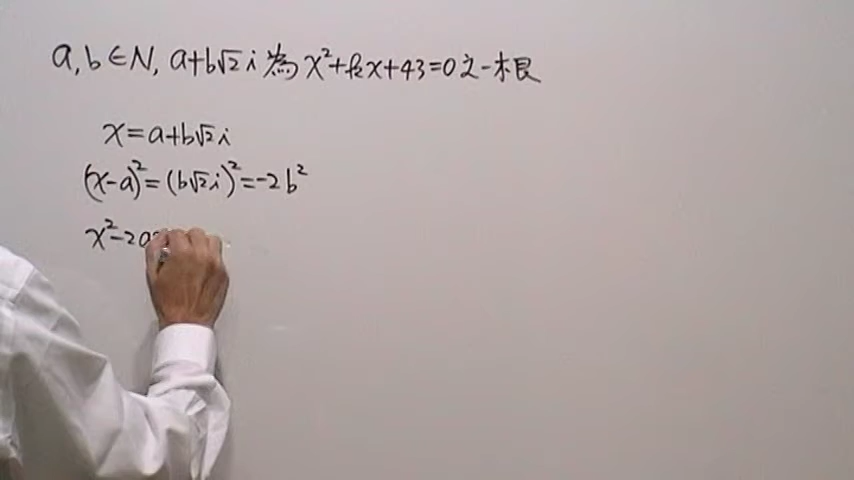 a,b∈N, a+b√2 i 為 x²+kx+43=0之一根
x=a+b√2 i
(x-a)²=(b√2 i)²=-2b²
x²-2a